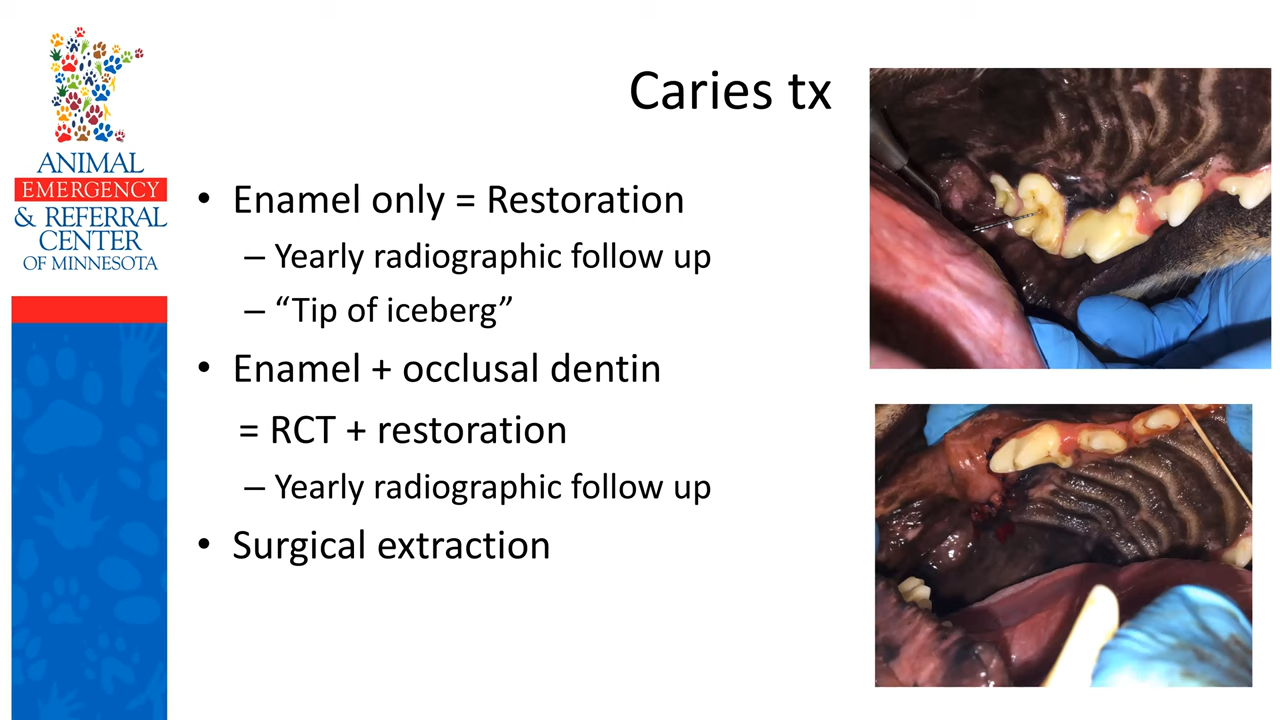 ANIMAL
EMERGENCY
& REFERRAL
CENTER
OF MINNESOTA
Caries tx
• Enamel only = Restoration
– Yearly radiographic follow up
– “Tip of iceberg”
• Enamel + occlusal dentin
= RCT + restoration
– Yearly radiographic follow up
• Surgical extraction